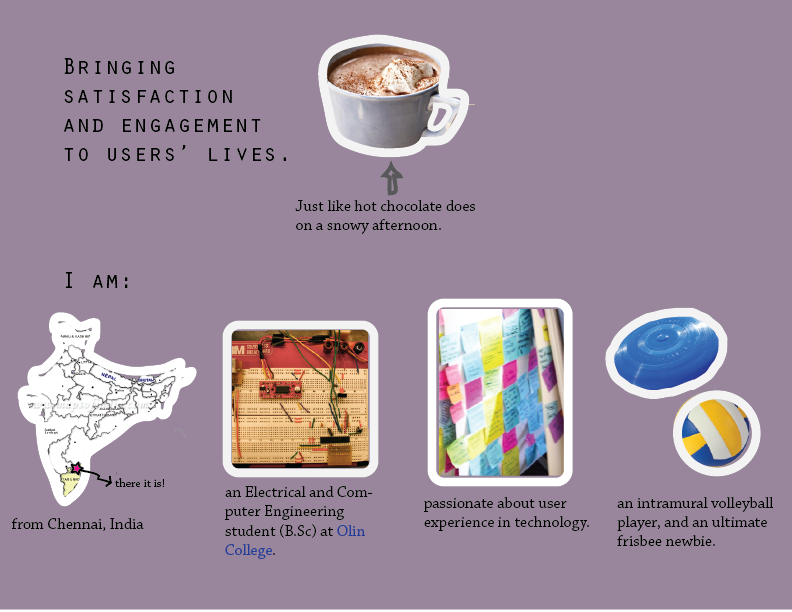 Bringing
satisfaction
and engagement
to users' lives.
Just like hot chocolate does
on a snowy afternoon.
I am:
NEPAL
there it is!
from Chennai, India
an Electrical and Com-
puter Engineering
student (B.Sc) at Olin
College.
passionate about user
experience in technology.
an intramural volleyball
player, and an ultimate
frisbee newbie.